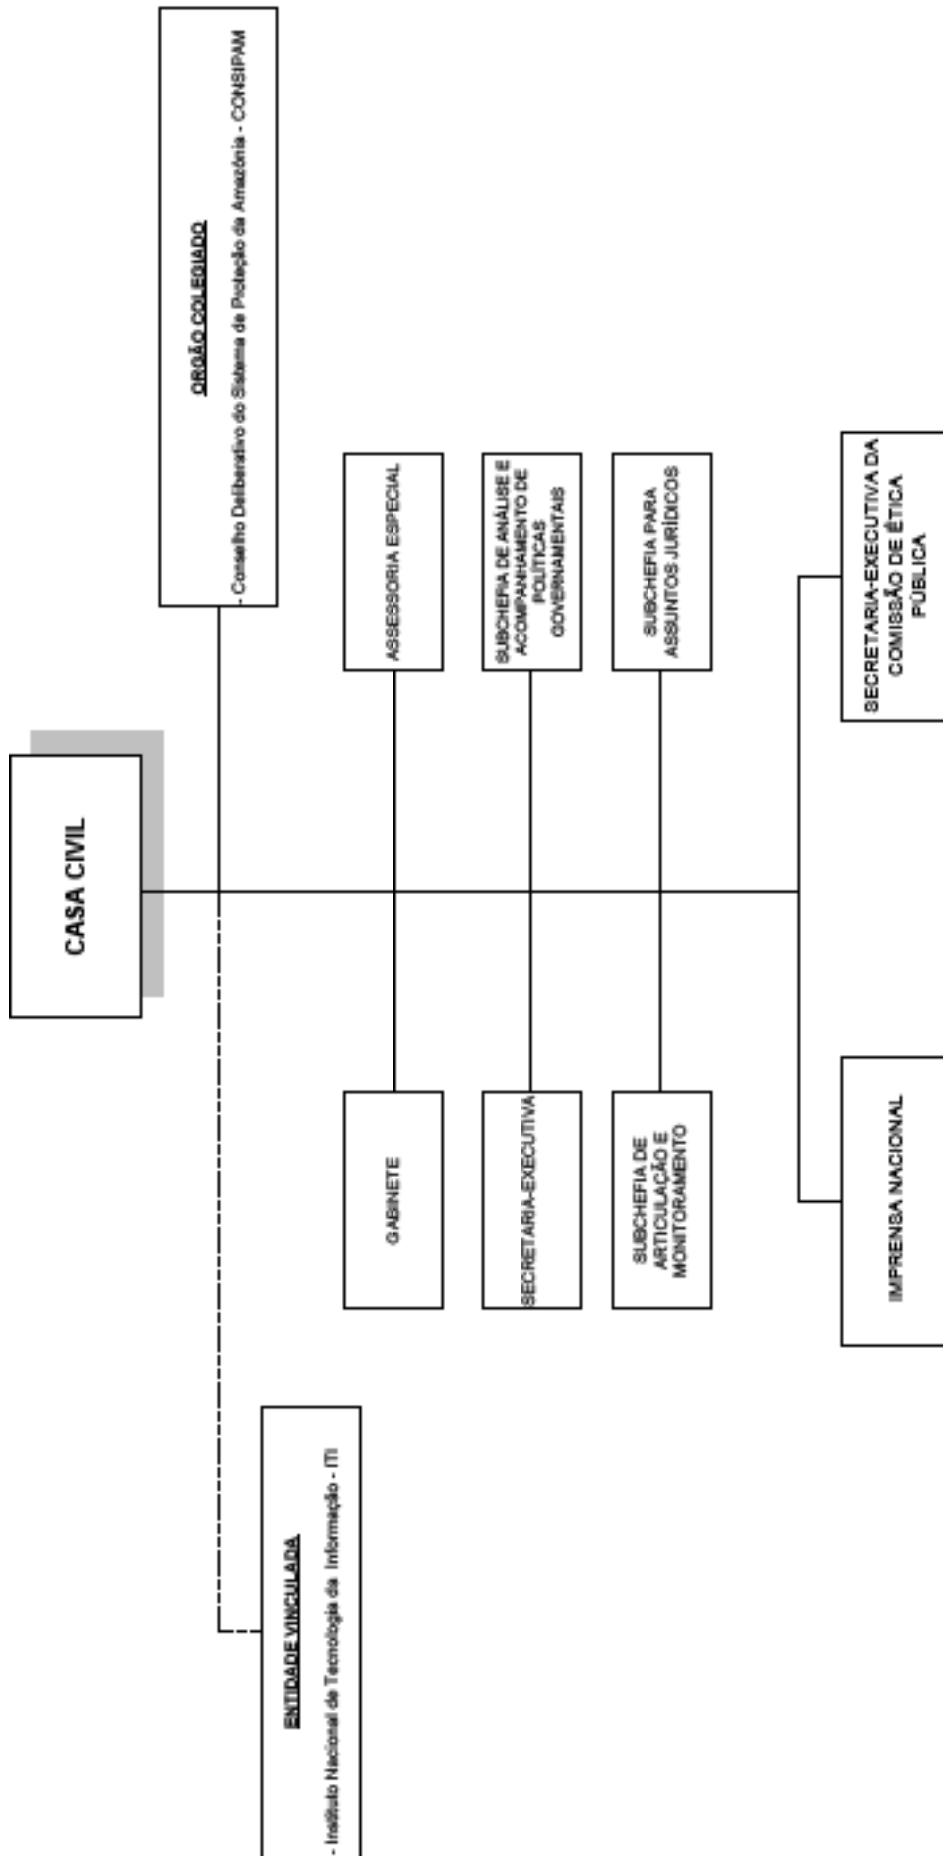 CASA CIVIL
ORGÃO COLEGIADO
- Conselho Deliberativo do Sistema de Proteção da Amazônia - CONSIPAM
ENTIDADE VINCULADA
- Instituto Nacional de Tecnologia da Informação - ITI
GABINETE
ASSESSORIA ESPECIAL
SECRETARIA-EXECUTIVA
SUBCHEFIA DE ANÁLISE E
ACOMPANHAMENTO DE
POLÍTICAS
GOVERNAMENTAIS
SUBCHEFIA DE
ARTICULAÇÃO E
MONITORAMENTO
SUBCHEFIA PARA
ASSUNTOS JURÍDICOS
IMPRENSA NACIONAL
SECRETARIA-EXECUTIVA DA
COMISSÃO DE ÉTICA
PÚBLICA